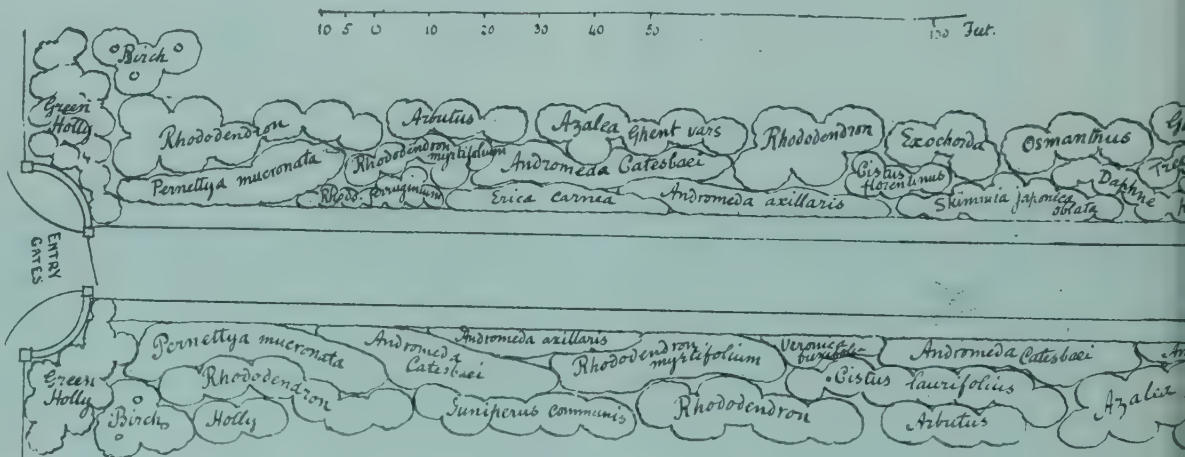 10 5 0 10 20 30 40 50 100 Feet.
Birch
Green
Holly
Rhododendron
Arbutus
Azalea Ghent vars
Rhododendron
Exochorda
Osmanthus
Pernettya mucronata
Rhododendron
myrtifolium
Andromeda Catesbaei
Cistus
florentinus
Daphne
Rhodo. ferruginium
Erica carnea
Andromeda axillaris
Skimmia japonica
oblata
ENTRY
GATES
Pernettya mucronata
Andromeda
Catesbaei
Andromeda axillaris
Rhododendron
myrtifolium
Veronica
buxifolia
Andromeda Catesbaei
Green
Holly
Rhododendron
Cistus laurifolius
Azalea
Birch
Holly
Juniperus communis
Rhododendron
Arbutus